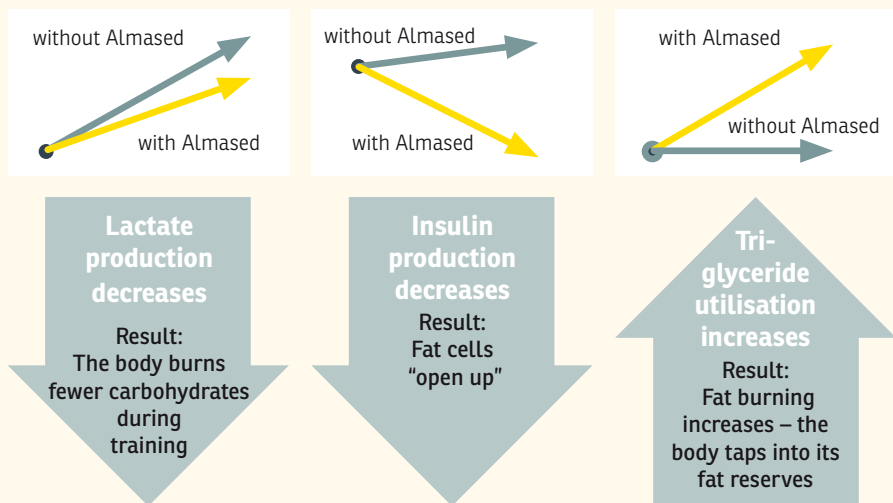 without Almased
with Almased
without Almased
with Almased
with Almased
without Almased
Lactate
production
decreases
Result:
The body burns
fewer carbohydrates
during
training
Insulin
production
decreases
Result:
Fat cells
“open up”
Tri-
glyceride
utilisation
increases
Result:
Fat burning
increases – the
body taps into its
fat reserves